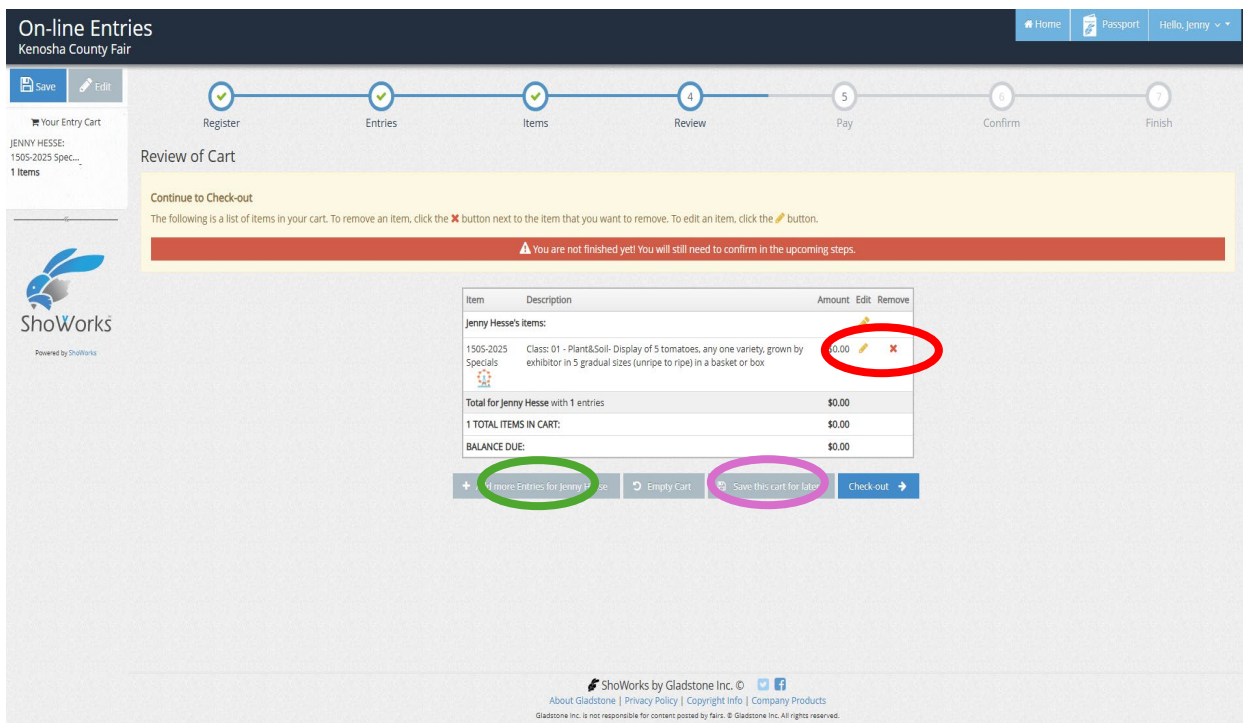 On-line Entries
Kenosha County Fair
Home
Passport
Hello, Jenny
Save
Edit
Your Entry Cart
JENNY HESSE:
150S-2025 Spec...
1 Items
ShoWorks
Powered by ShoWorks
Register
Entries
Items
4
Review
5
Pay
6
Confirm
7
Finish
Review of Cart
Continue to Check-out
The following is a list of items in your cart. To remove an item, click the ✖ button next to the item that you want to remove. To edit an item, click the button.
You are not finished yet! You will still need to confirm in the upcoming steps.
Item Description Amount Edit Remove
Jenny Hesse's items:
150S-2025 Class: 01 - Plant&Soil- Display of 5 tomatoes, any one variety, grown by $0.00
Specials exhibitor in 5 gradual sizes (unripe to ripe) in a basket or box
Total for Jenny Hesse with 1 entries $0.00
1 TOTAL ITEMS IN CART: $0.00
BALANCE DUE: $0.00
+ more Entries for Jenny
Empty Cart
Save this cart for later
Check-out
ShoWorks by Gladstone Inc. ©
About Gladstone | Privacy Policy | Copyright Info | Company Products
Gladstone Inc. is not responsible for content posted by fairs. © Gladstone Inc. All rights reserved.